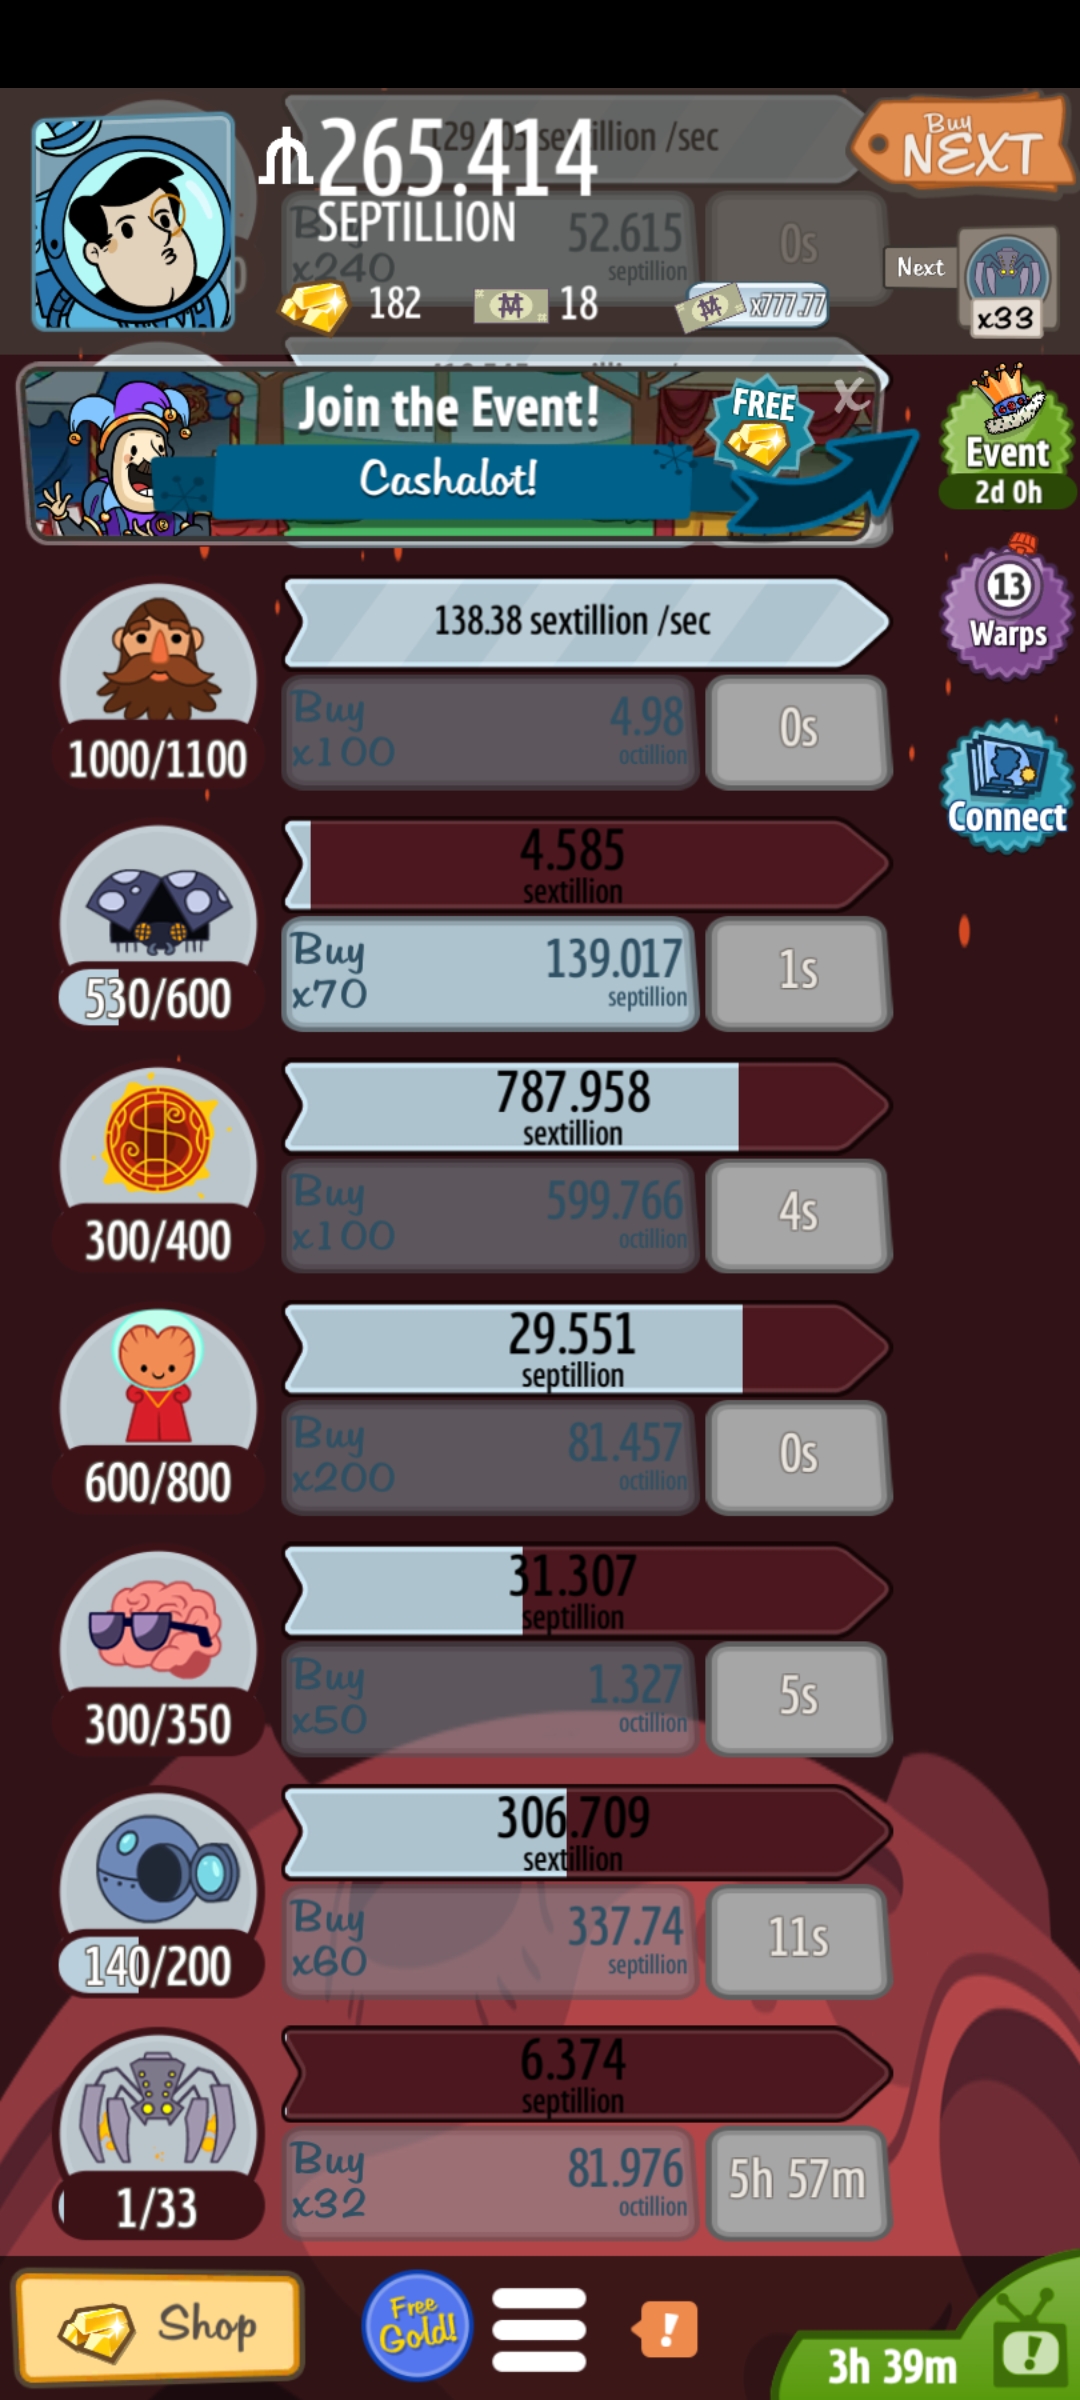 265.414
SEPTILLION
sextillion /sec
Buy
NEXT
x240
52.615
septillion
0s
182
18
x777.77
Next
x33
Join the Event!
FREE
X
Cashalot!
Event
2d 0h
13
Warps
Connect
138.38 sextillion /sec
1000/1100
Buy
x100
4.98
octillion
0s
4.585
sextillion
530/600
Buy
x70
139.017
septillion
1s
787.958
sextillion
300/400
Buy
x100
599.766
octillion
4s
29.551
septillion
600/800
Buy
x200
81.457
octillion
0s
31.307
septillion
300/350
Buy
x50
1.327
octillion
5s
306.709
sextillion
140/200
Buy
x60
337.74
septillion
11s
6.374
septillion
1/33
Buy
x32
81.976
octillion
5h 57m
Shop
Free
Gold!
!
3h 39m
!